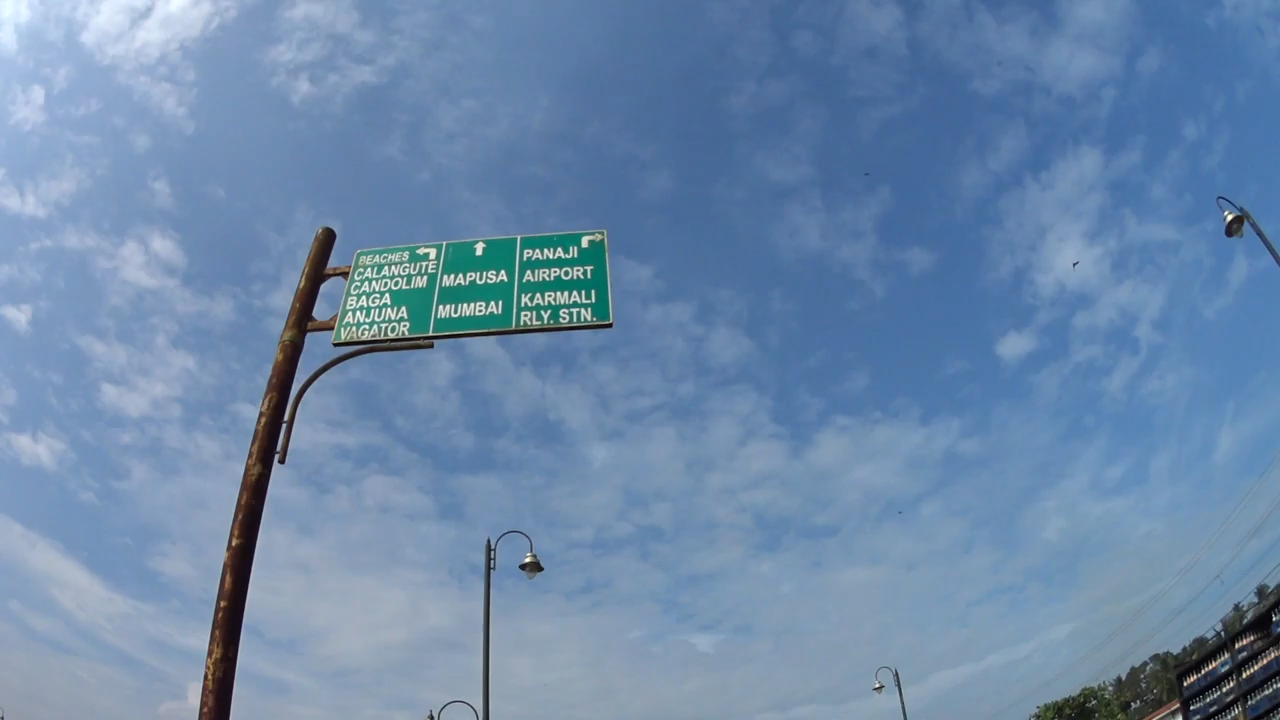 BEACHES
CALANGUTE
CANDOLIM
BAGA
ANJUNA
VAGATOR
MAPUSA
MUMBAI
PANAJI
AIRPORT
KARMALI
RLY. STN.